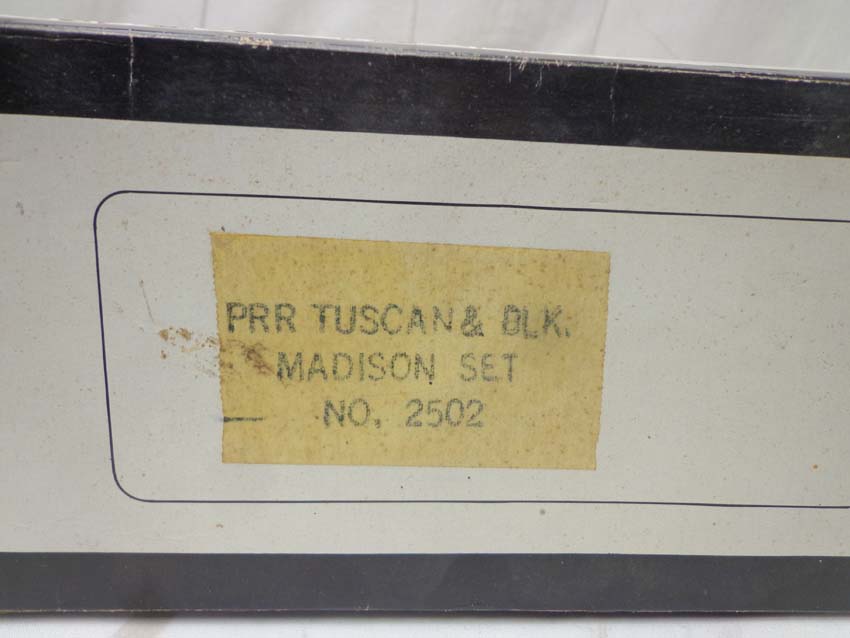 PRR TUSCAN & BLK.
MADISON SET
NO. 2502